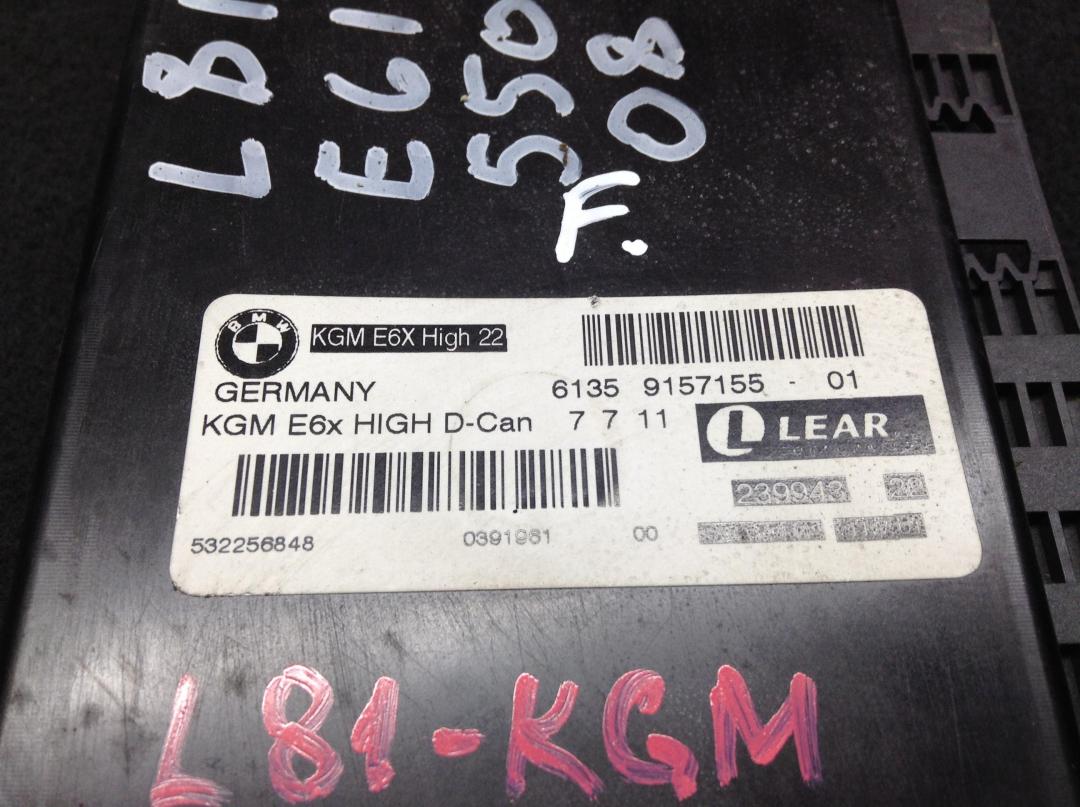 L81
E61
550
08
F.
BMW
KGM E6X High 22
GERMANY
6135 9157155 - 01
KGM E6x HIGH D-Can 7 7 11
L LEAR
239943
532256848 0391961 00
L81-KGM